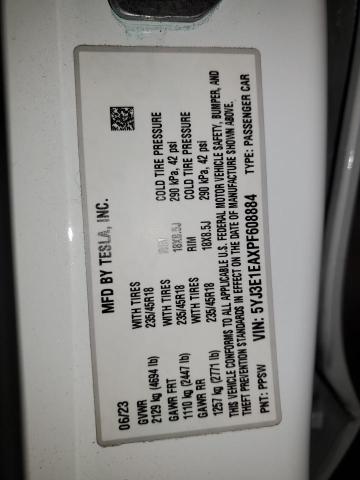 MFD BY TESLA, INC.
06/23
GVWR WITH TIRES
2129 kg (4694 lb) 235/45R18
GAWR FRT WITH TIRES RIM COLD TIRE PRESSURE
1110 kg (2447 lb) 235/45R18 18X8.5J 290 kPa, 42 psi
GAWR RR WITH TIRES RIM COLD TIRE PRESSURE
1257 kg (2771 lb) 235/45R18 18X8.5J 290 kPa, 42 psi
THIS VEHICLE CONFORMS TO ALL APPLICABLE U.S. FEDERAL MOTOR VEHICLE SAFETY, BUMPER, AND
THEFT PREVENTION STANDARDS IN EFFECT ON THE DATE OF MANUFACTURE SHOWN ABOVE.
VIN: 5YJ3E1EAXPF608884
PNT: PPSW TYPE: PASSENGER CAR